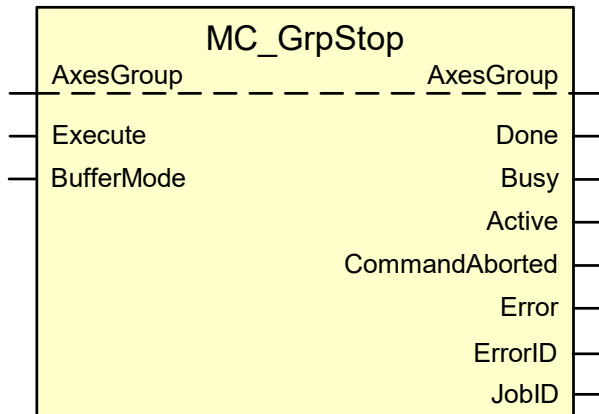 MC_GrpStop
AxesGroup AxesGroup
Execute Done
BufferMode Busy
Active
CommandAborted
Error
ErrorID
JobID